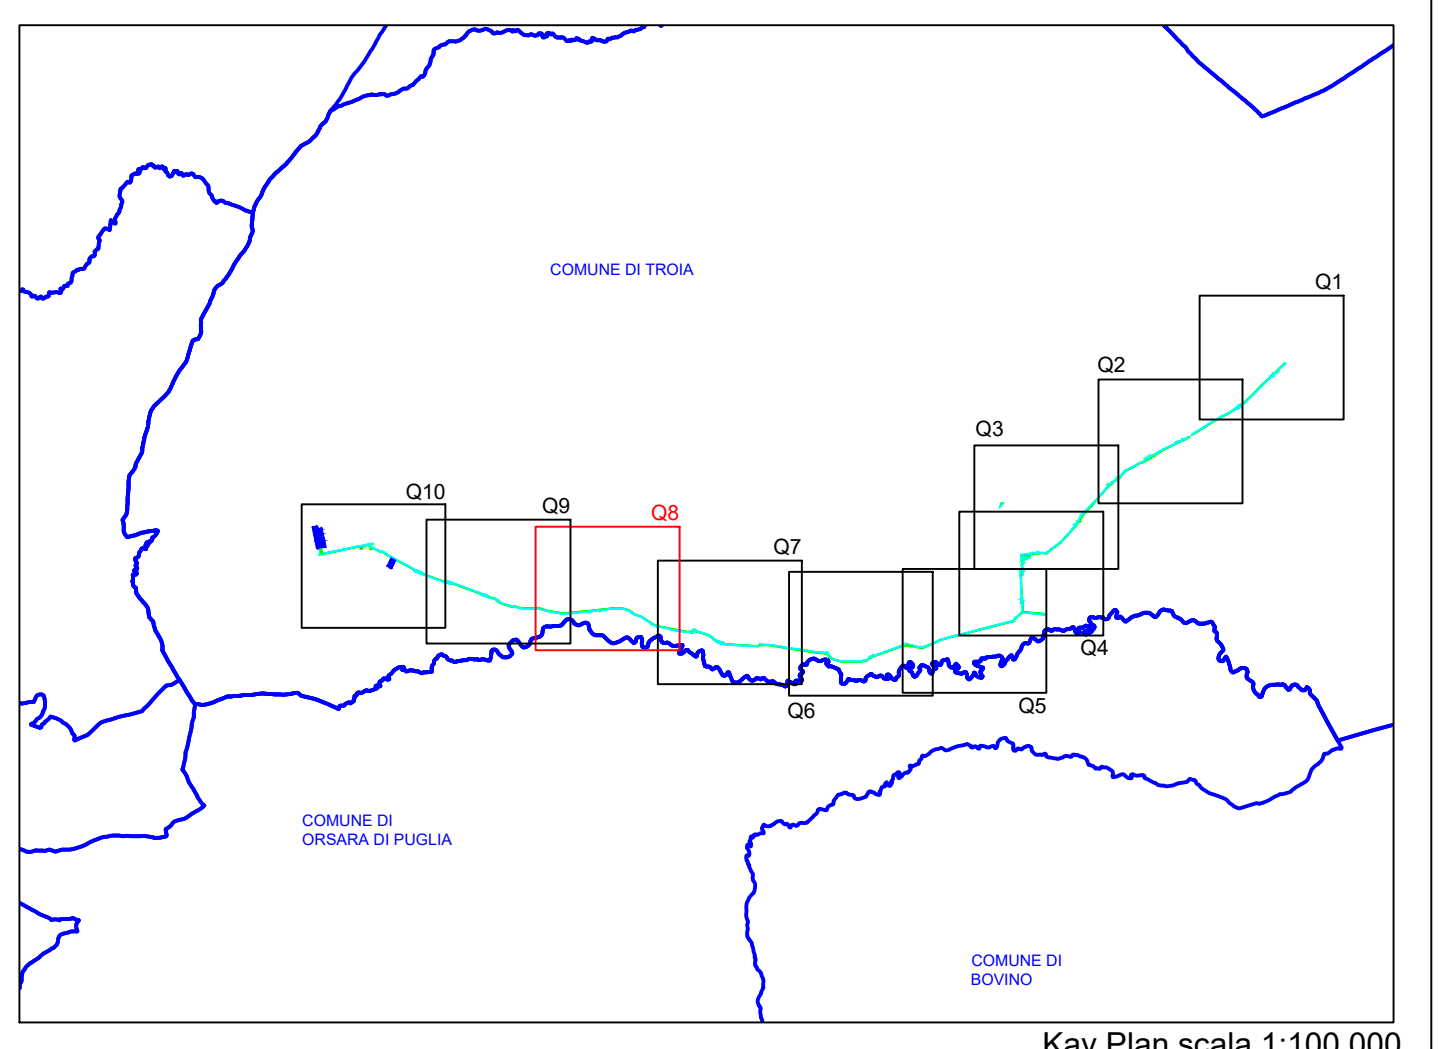 COMUNE DI TROIA
Q1
Q2
Q3
Q10
Q9
Q8
Q7
Q4
Q5
Q6
COMUNE DI
ORSARA DI PUGLIA
COMUNE DI
BOVINO
Kay Plan scala 1:100.000